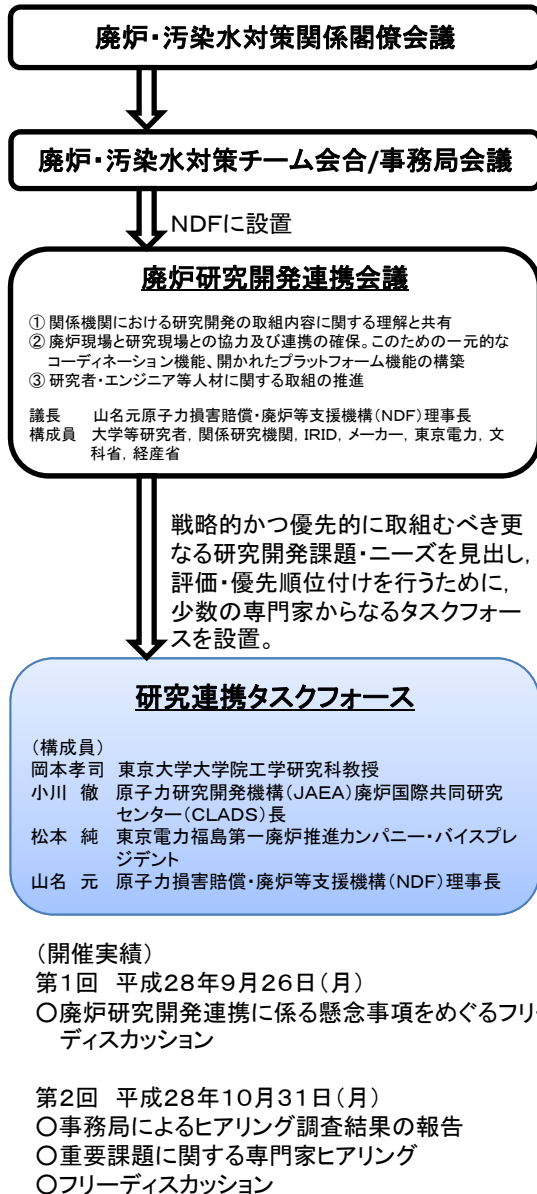 廃炉・汚染水対策関係閣僚会議
廃炉・汚染水対策チーム会合/事務局会議
NDFに設置
廃炉研究開発連携会議
① 関係機関における研究開発の取組内容に関する理解と共有
② 廃炉現場と研究現場との協力及び連携の確保。このための一元的な
コーディネーション機能、開かれたプラットフォーム機能の構築
③ 研究者・エンジニア等人材に関する取組の推進
議長　　山名元原子力損害賠償・廃炉等支援機構(NDF)理事長
構成員　大学等研究者, 関係研究機関, IRID, メーカー, 東京電力, 文
科省, 経産省
戦略的かつ優先的に取組むべき更
なる研究開発課題・ニーズを見出し,
評価・優先順位付けを行うために,
少数の専門家からなるタスクフォー
スを設置。
研究連携タスクフォース
(構成員)
岡本孝司　東京大学大学院工学研究科教授
小川　徹　原子力研究開発機構(JAEA)廃炉国際共同研究
センター(CLADS)長
松本　純　東京電力福島第一廃炉推進カンパニー・バイスプレ
ジデント
山名　元　原子力損害賠償・廃炉等支援機構(NDF)理事長
(開催実績)
第1回　平成28年9月26日(月)
○廃炉研究開発連携に係る懸念事項をめぐるフリー
ディスカッション
第2回　平成28年10月31日(月)
○事務局によるヒアリング調査結果の報告
○重要課題に関する専門家ヒアリング
○フリーディスカッション